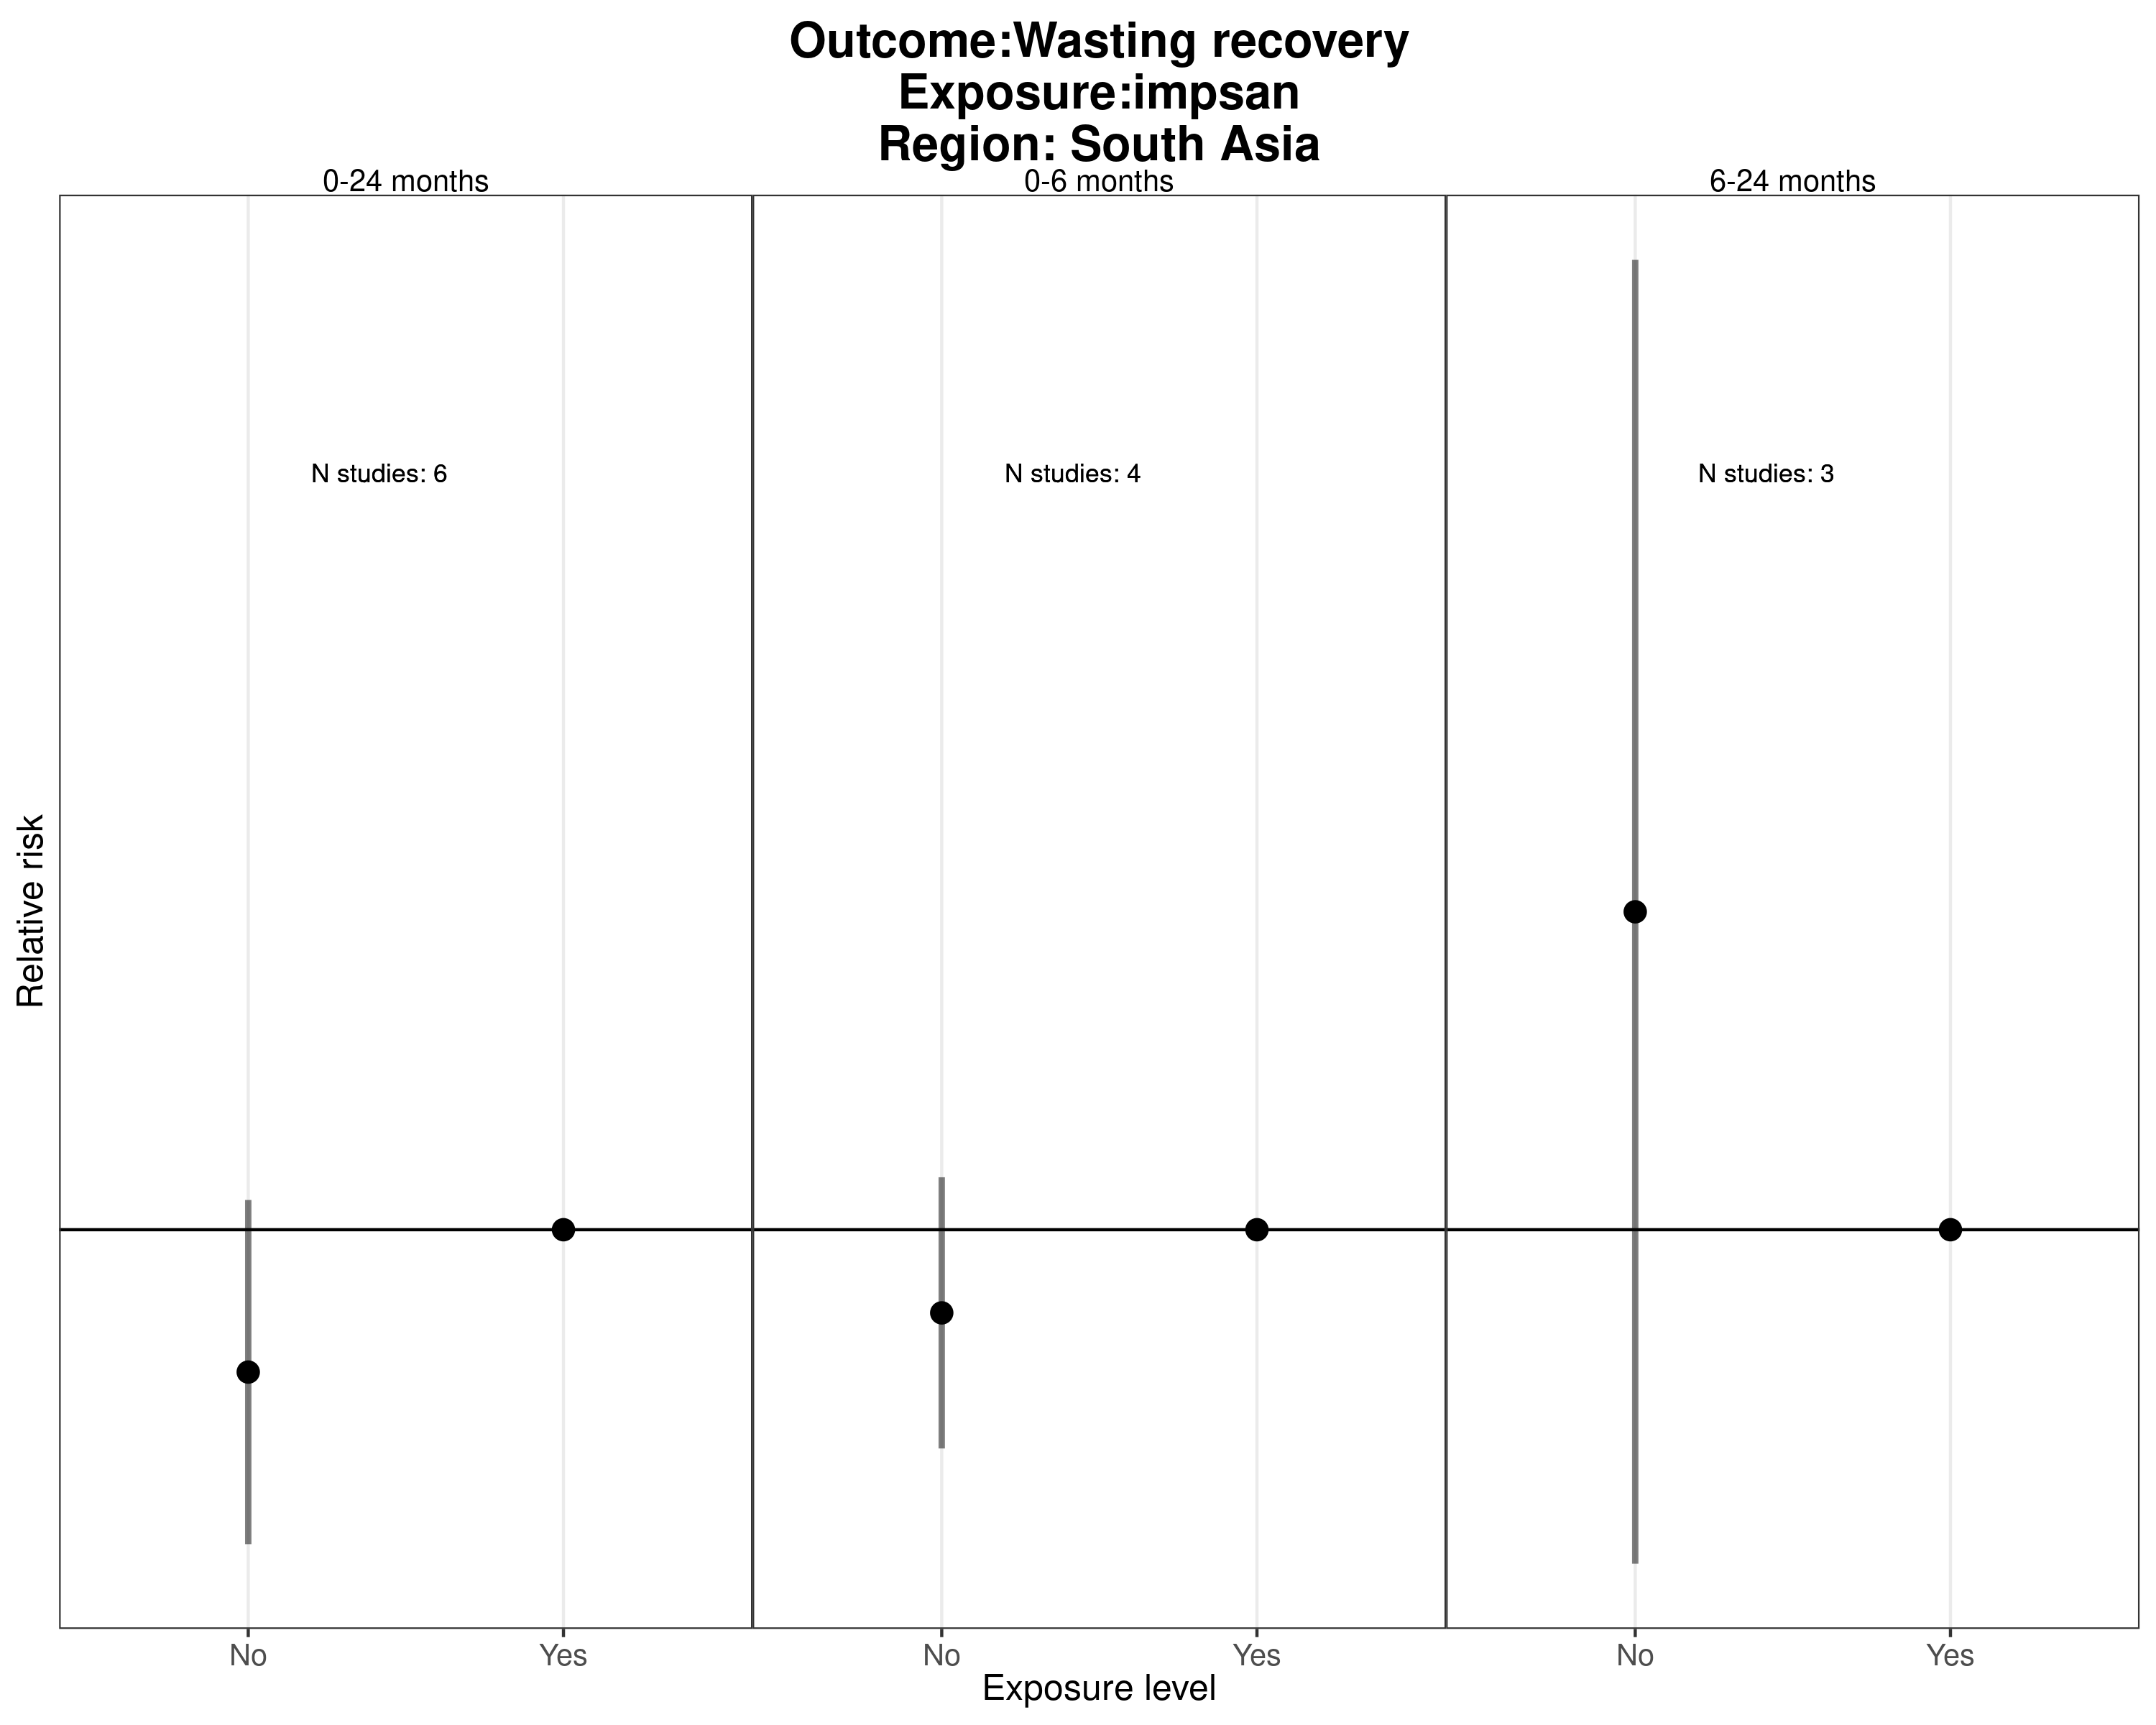 Outcome:Wasting recovery
Exposure:impsan
Region: South Asia
0-24 months
0-6 months
6-24 months
N studies: 6
N studies: 4
N studies: 3
Relative risk
No
Yes
No
Yes
No
Yes
Exposure level